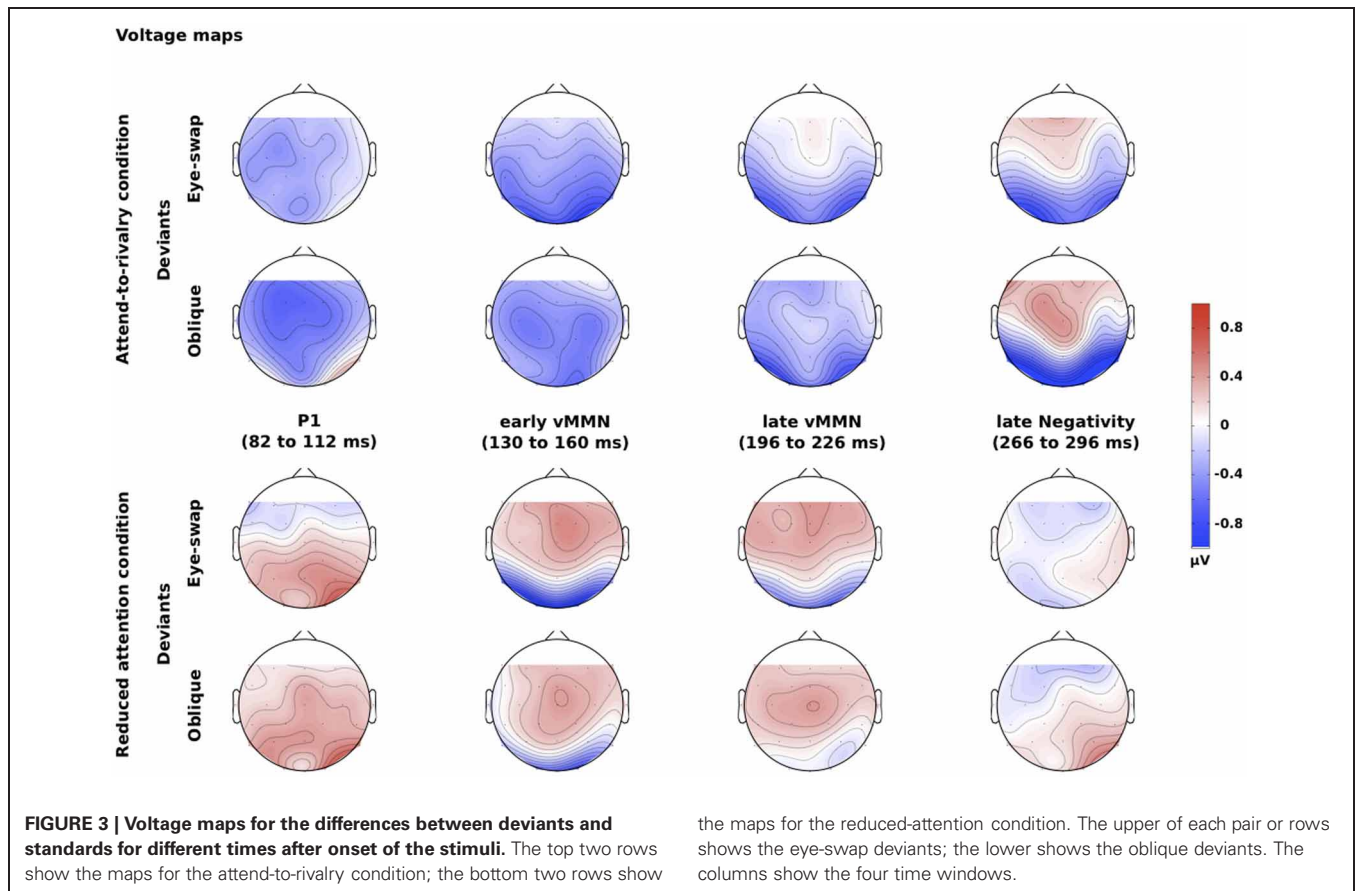 Voltage maps
Attend-to-rivalry condition
Deviants
Eye-swap
Oblique
P1
(82 to 112 ms)
early vMMN
(130 to 160 ms)
late vMMN
(196 to 226 ms)
late Negativity
(266 to 296 ms)
0.8
0.4
0
-0.4
-0.8
µV
Reduced attention condition
Deviants
Eye-swap
Oblique
FIGURE 3 | Voltage maps for the differences between deviants and
standards for different times after onset of the stimuli. The top two rows
show the maps for the attend-to-rivalry condition; the bottom two rows show
the maps for the reduced-attention condition. The upper of each pair or rows
shows the eye-swap deviants; the lower shows the oblique deviants. The
columns show the four time windows.